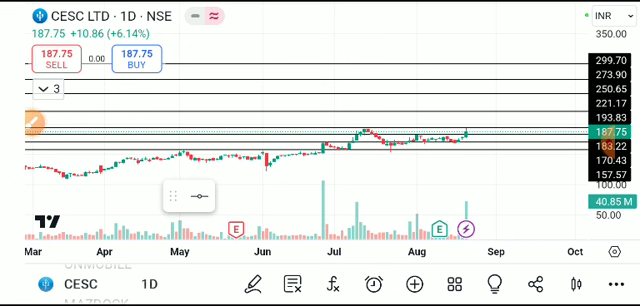 CESC LTD · 1D · NSE
INR
187.75 +10.86 (+6.14%)
350.00
187.75
SELL
0.00
187.75
BUY
299.70
3
273.90
250.65
221.17
193.83
187.75
183.22
170.43
157.57
100.00
40.85 M
50.00
E
E
Mar Apr May Jun Jul Aug Sep Oct
CESC 1D